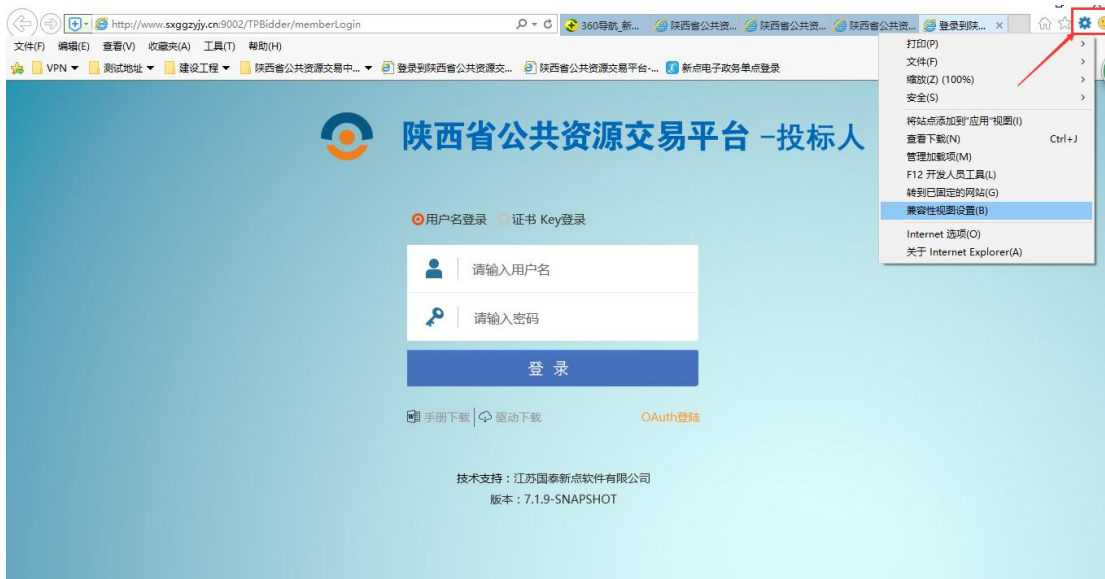 http://www.sxggzyjy.cn:9002/TPBidder/memberLogin
360导航_新...
陕西省公共资...
陕西省公共资...
陕西省公共资...
登录到陕...
文件(F) 编辑(E) 查看(V) 收藏夹(A) 工具(T) 帮助(H)
VPN 测试地址 建设工程 陕西省公共资源交易中... 登录到陕西省公共资源交... 陕西省公共资源交易平台-... 新点电子政务单点登录
打印(P)
文件(F)
缩放(Z) (100%)
安全(S)
将站点添加到"应用"视图(I)
查看下载(N) Ctrl+J
管理加载项(M)
F12 开发人员工具(L)
转到已固定的网站(G)
兼容性视图设置(B)
Internet 选项(O)
关于 Internet Explorer(A)
陕西省公共资源交易平台 -投标人
用户名登录 证书 Key登录
请输入用户名
请输入密码
登 录
手册下载 驱动下载 OAuth登陆
技术支持：江苏国泰新点软件有限公司
版本：7.1.9-SNAPSHOT